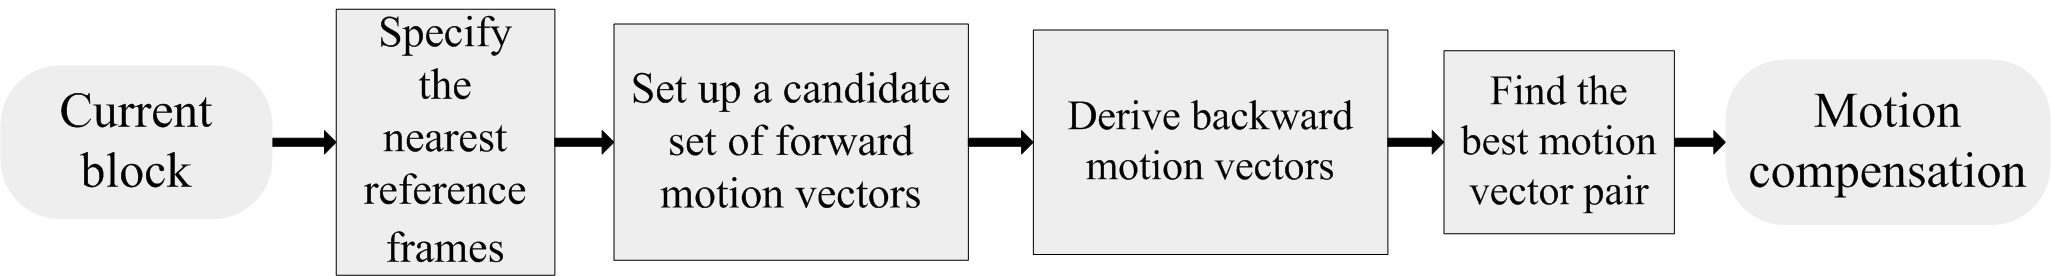 Current
block
Specify
the
nearest
reference
frames
Set up a candidate
set of forward
motion vectors
Derive backward
motion vectors
Find the
best motion
vector pair
Motion
compensation